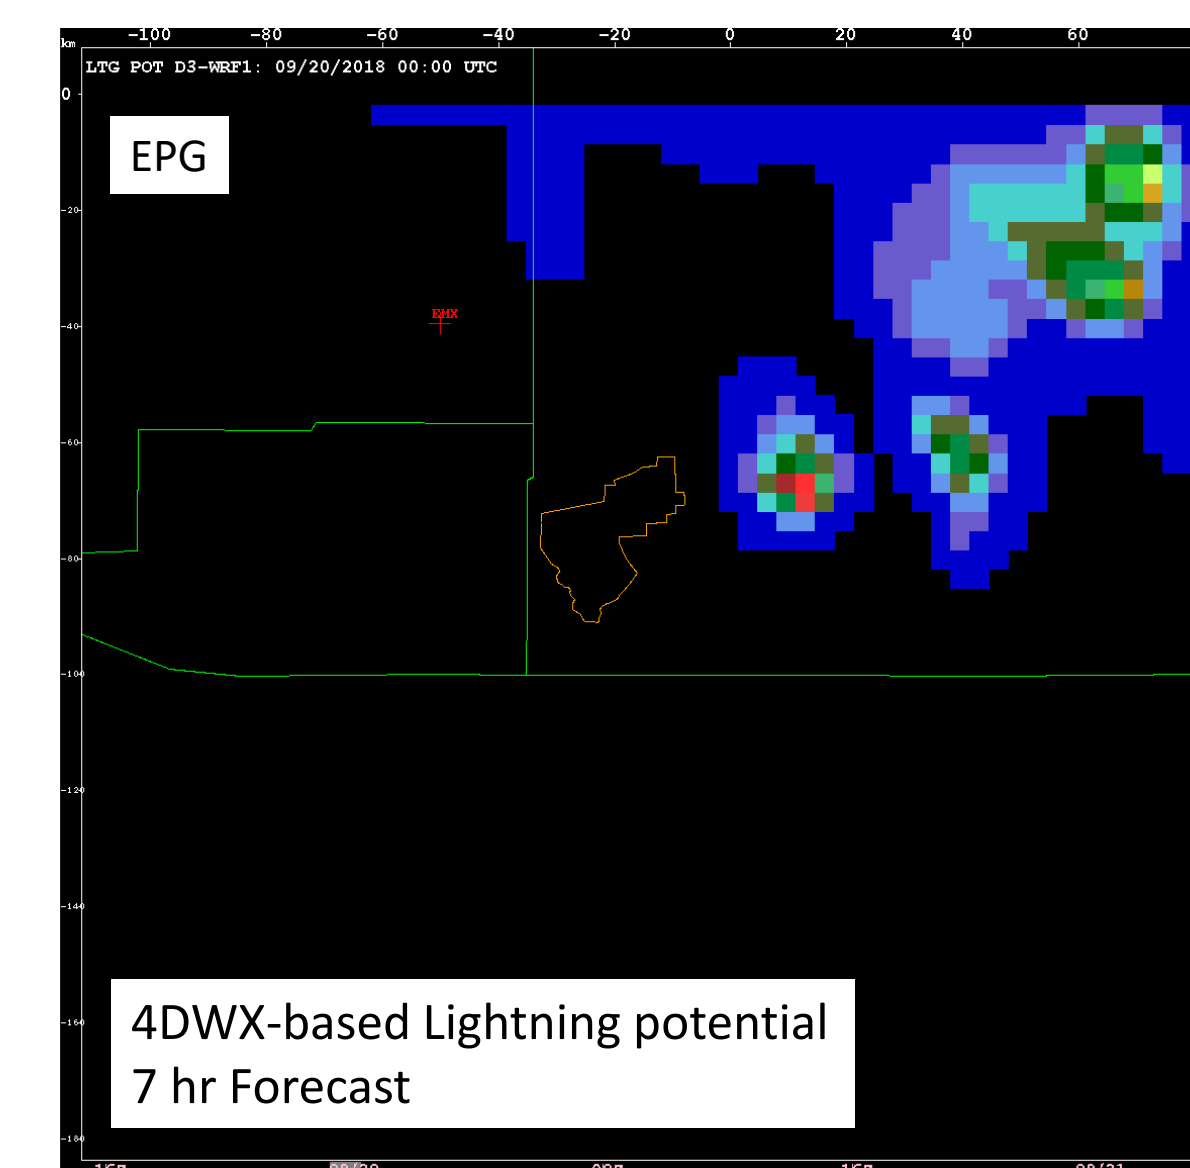 -100 -80 -60 -40 -20 0 20 40 60
km
LTG POT D3-WRF1: 09/20/2018 00:00 UTC
0
EPG
-20
EMX
-40
-60
-80
-100
-120
-140
4DWX-based Lightning potential
-160
7 hr Forecast
-180